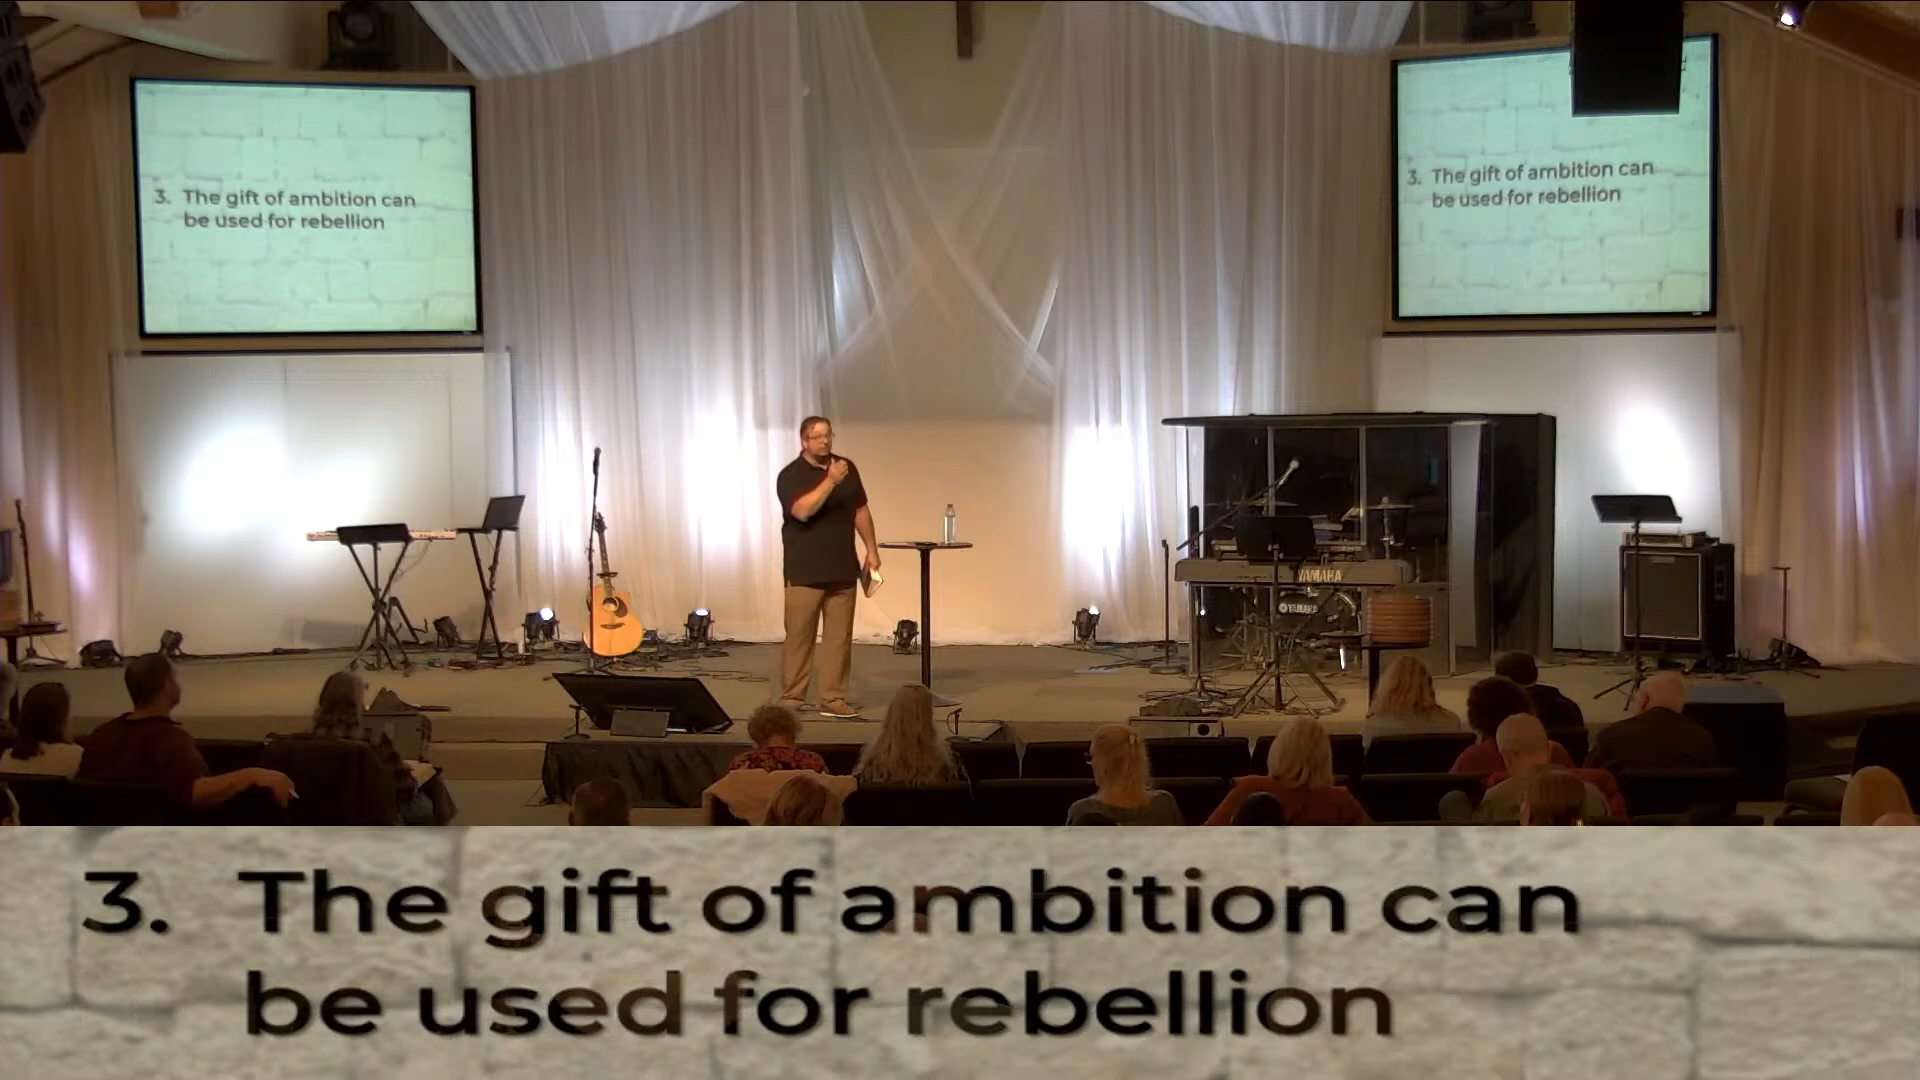 3. The gift of ambition can
be used for rebellion
3. The gift of ambition can
be used for rebellion
YAMAHA
YAMAHA
3. The gift of ambition can
be used for rebellion